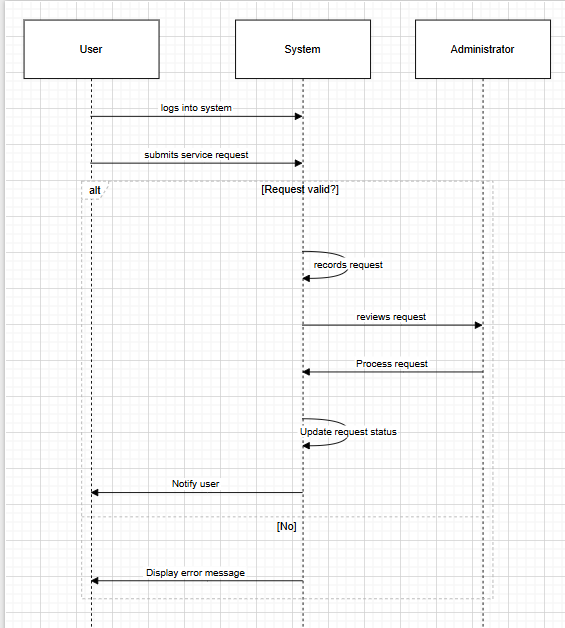 User
System
Administrator
logs into system
submits service request
alt
[Request valid?]
records request
reviews request
Process request
Update request status
Notify user
[No]
Display error message